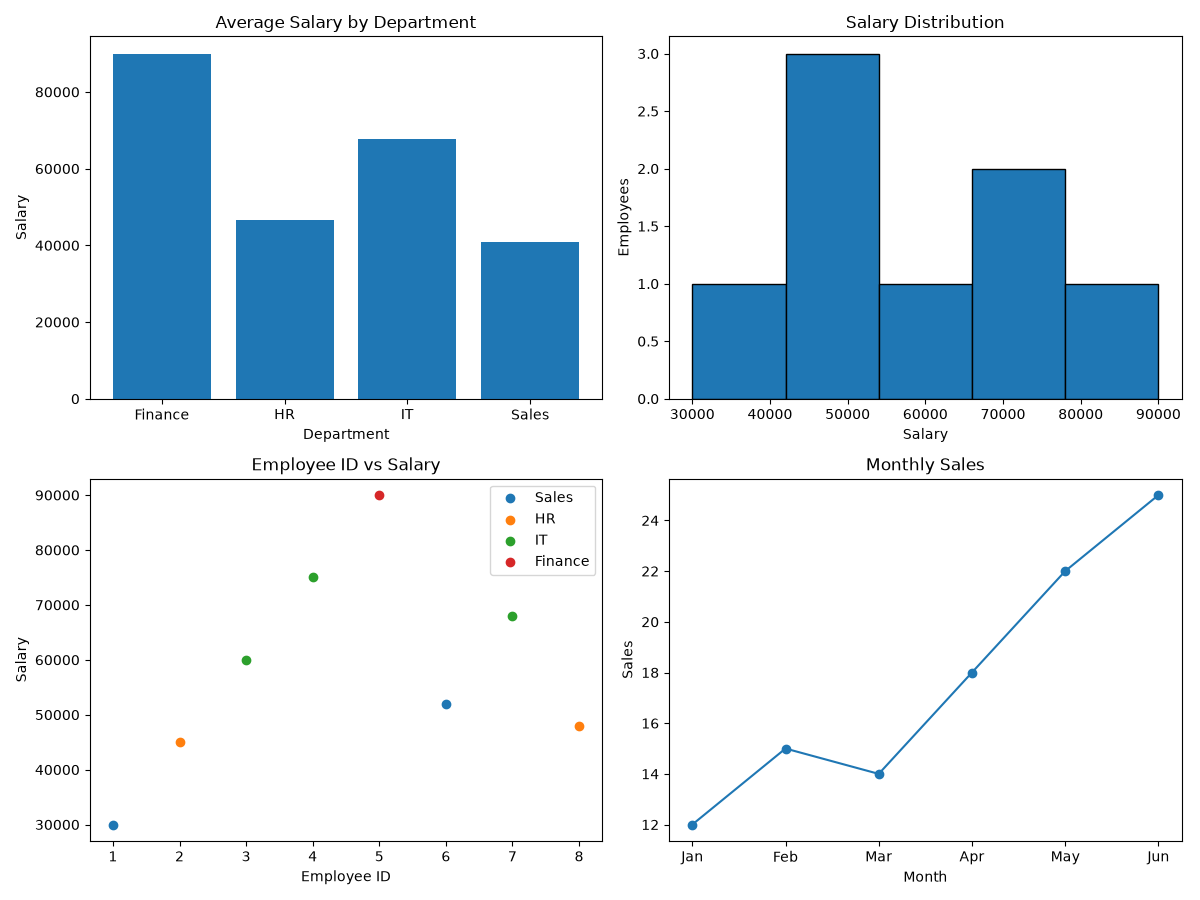 Average Salary by Department
Salary
80000
60000
40000
20000
0
Finance HR IT Sales
Department
Salary Distribution
Employees
3.0
2.5
2.0
1.5
1.0
0.5
0.0
30000 40000 50000 60000 70000 80000 90000
Salary
Employee ID vs Salary
Salary
90000
80000
70000
60000
50000
40000
30000
Sales
HR
IT
Finance
1 2 3 4 5 6 7 8
Employee ID
Monthly Sales
Sales
24
22
20
18
16
14
12
Jan Feb Mar Apr May Jun
Month